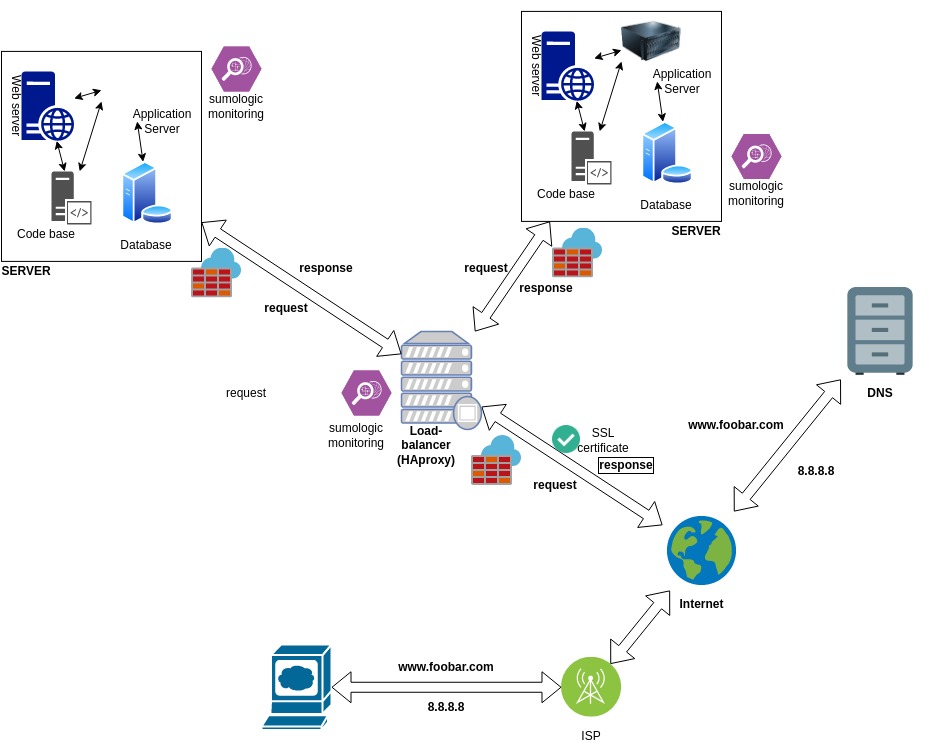 Web server
Application
Server
Code base
Database
SERVER
sumologic
monitoring
Web server
Application
Server
Code base
Database
SERVER
sumologic
monitoring
response
request
request
response
request
sumologic
monitoring
Load-
balancer
(HAproxy)
SSL
certificate
response
request
DNS
www.foobar.com
8.8.8.8
Internet
www.foobar.com
8.8.8.8
ISP